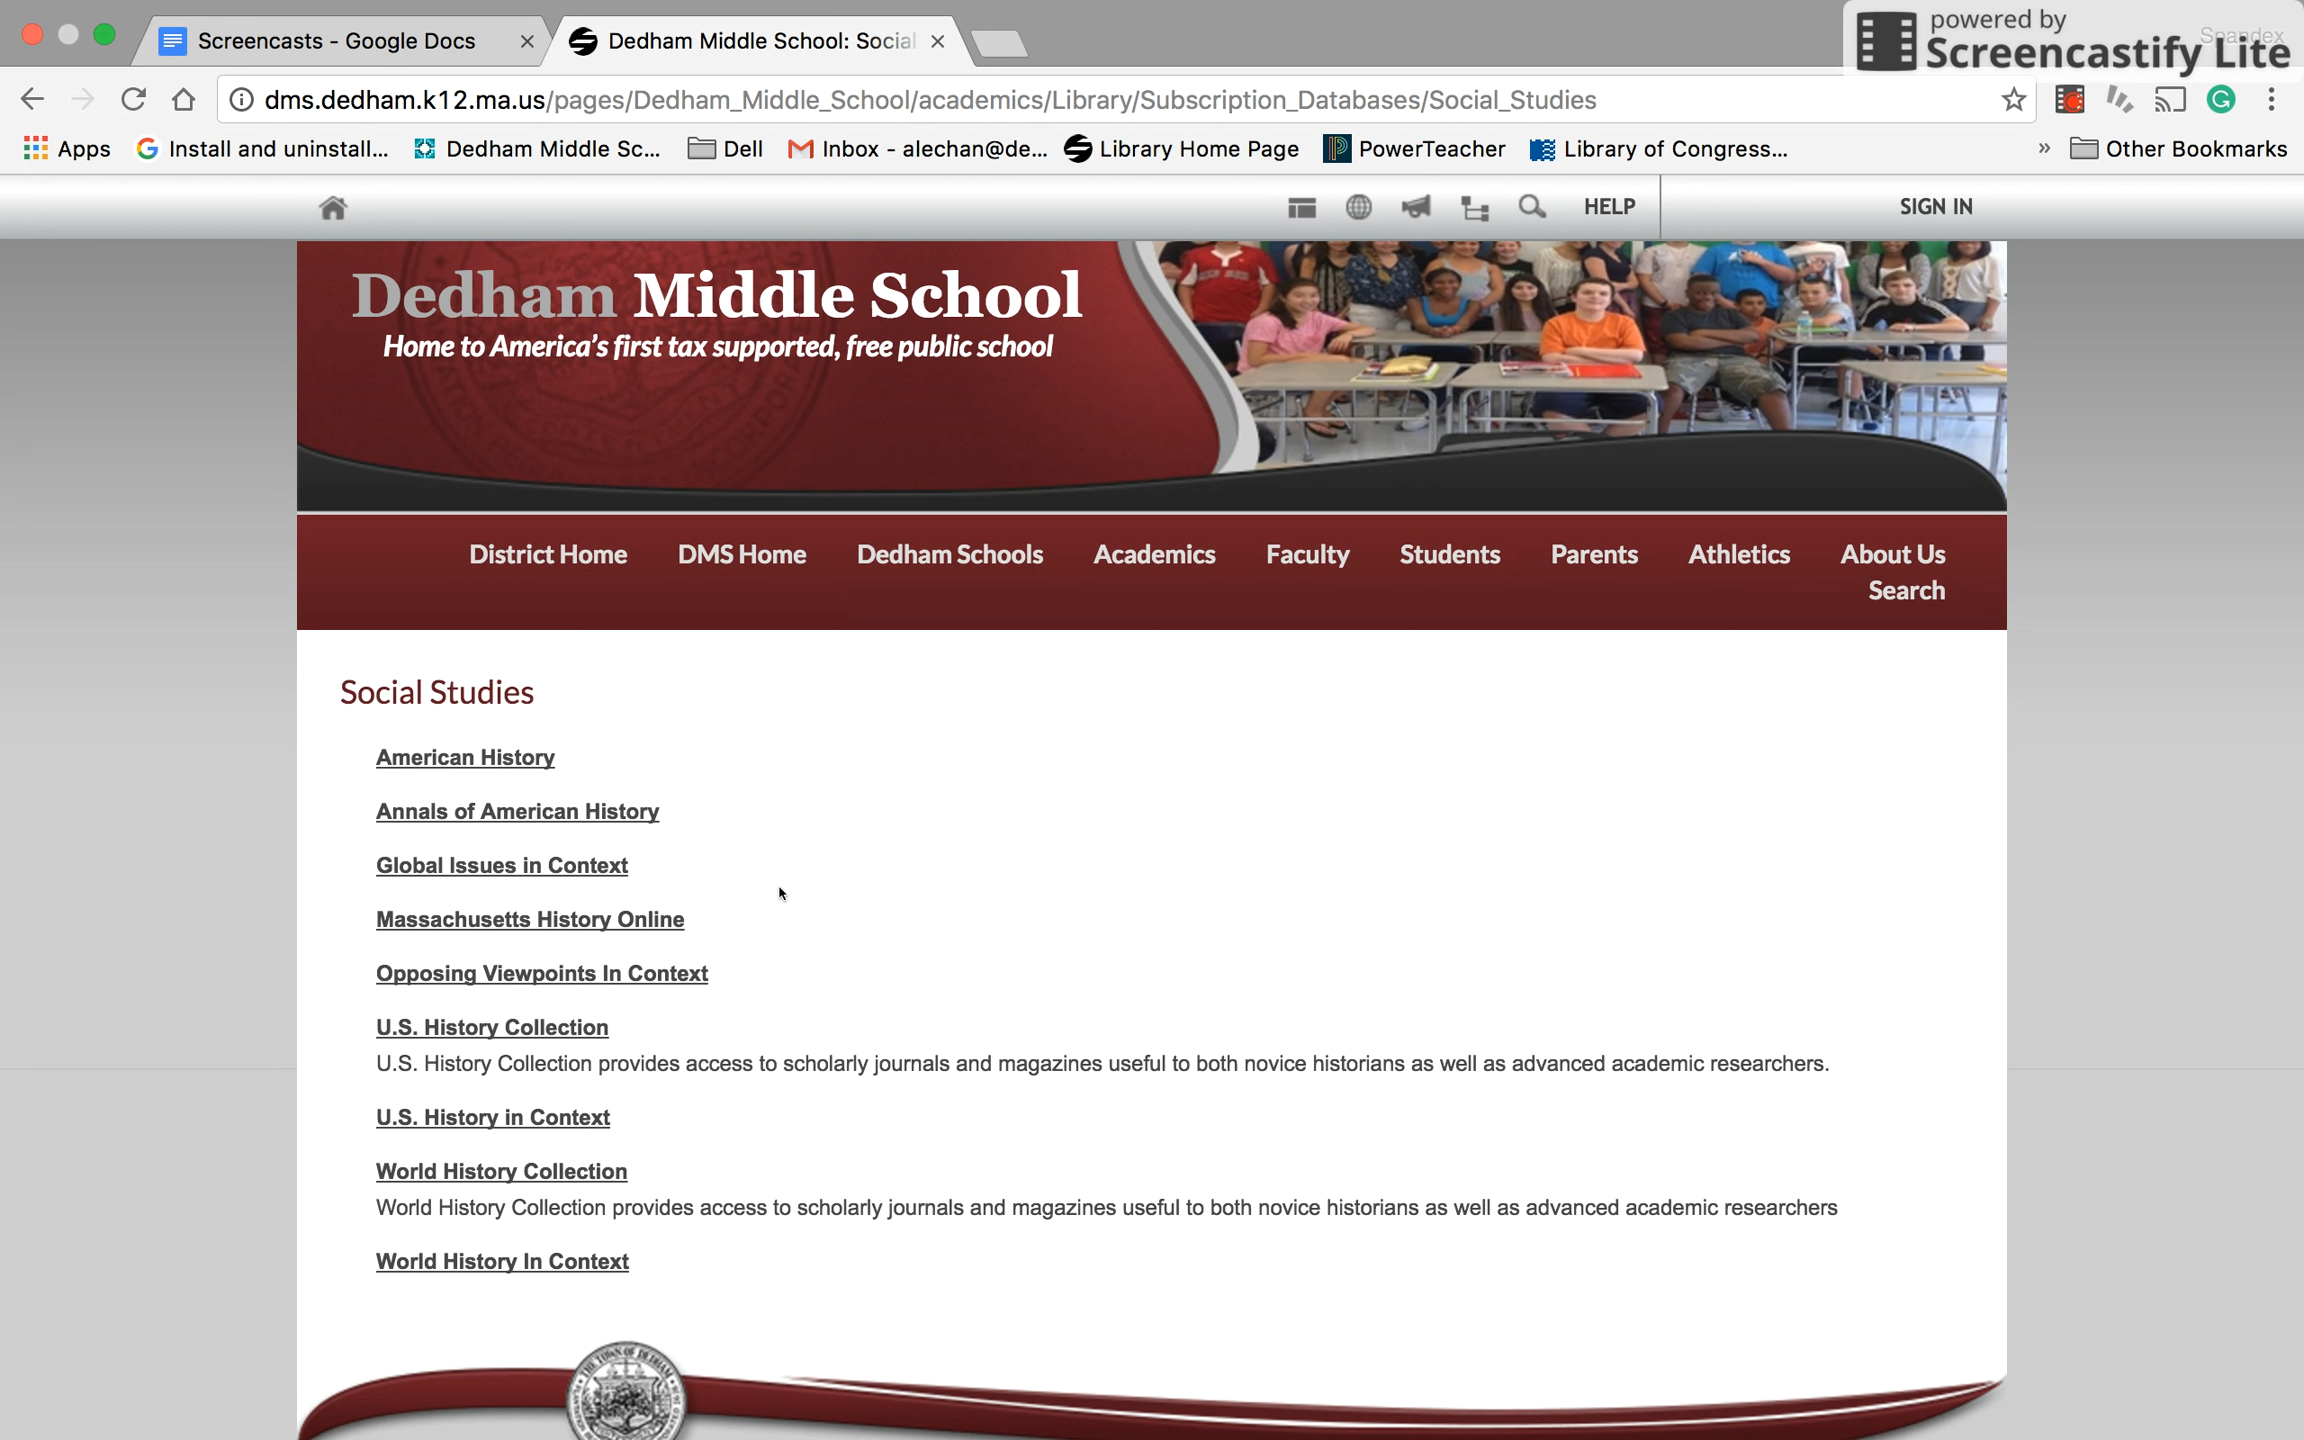 Screencasts - Google Docs
Dedham Middle School: Social
Spandex
powered by
Screencastify Lite
dms.dedham.k12.ma.us/pages/Dedham_Middle_School/academics/Library/Subscription_Databases/Social_Studies
Apps
Install and uninstall...
Dedham Middle Sc...
Dell
Inbox - alechan@de...
Library Home Page
PowerTeacher
Library of Congress...
»
Other Bookmarks
HELP
SIGN IN
Dedham Middle School
Home to America's first tax supported, free public school
District Home
DMS Home
Dedham Schools
Academics
Faculty
Students
Parents
Athletics
About Us
Search
Social Studies
American History
Annals of American History
Global Issues in Context
Massachusetts History Online
Opposing Viewpoints In Context
U.S. History Collection
U.S. History Collection provides access to scholarly journals and magazines useful to both novice historians as well as advanced academic researchers.
U.S. History in Context
World History Collection
World History Collection provides access to scholarly journals and magazines useful to both novice historians as well as advanced academic researchers
World History In Context
THE TOWN OF DEDHAM